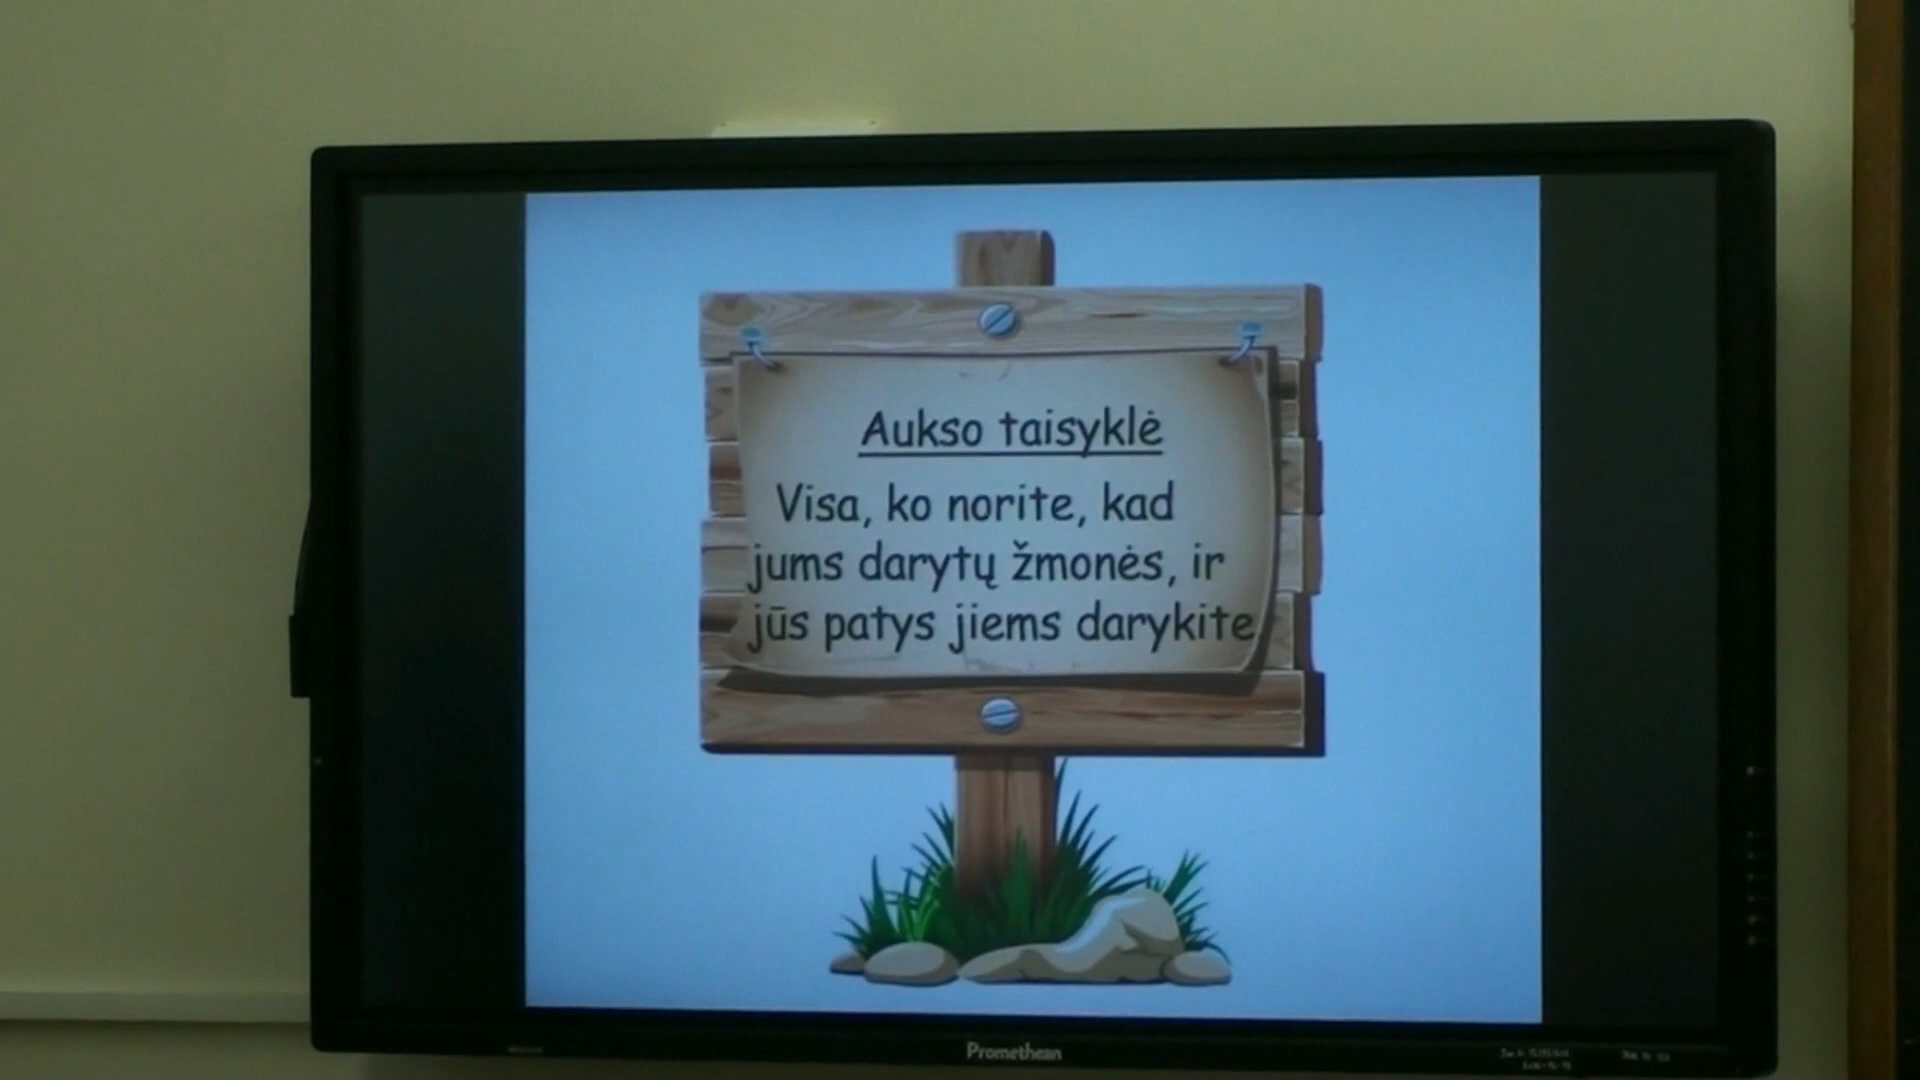 Aukso taisyklė
Visa, ko norite, kad
jums darytų žmonės, ir
jūs patys jiems darykite.
Promethean